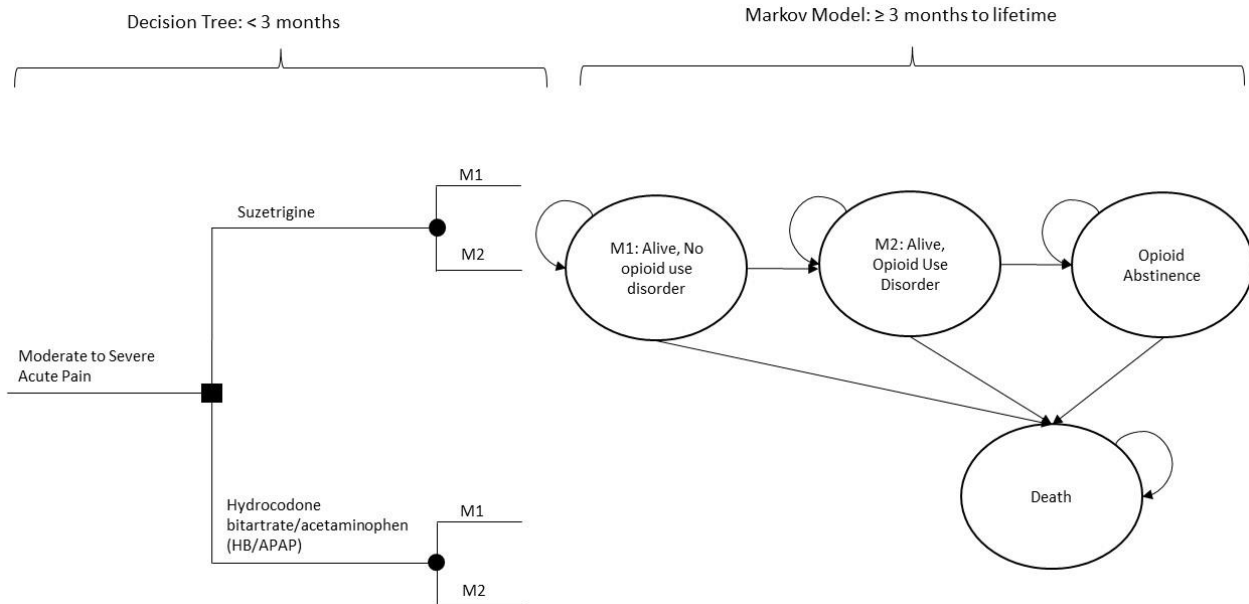 Decision Tree: < 3 months
Markov Model: ≥ 3 months to lifetime
Moderate to Severe
Acute Pain
Suzetrigine
M1
M2
Hydrocodone
bitartrate/acetaminophen
(HB/APAP)
M1
M2
M1: Alive, No
opioid use
disorder
M2: Alive,
Opioid Use
Disorder
Opioid
Abstinence
Death